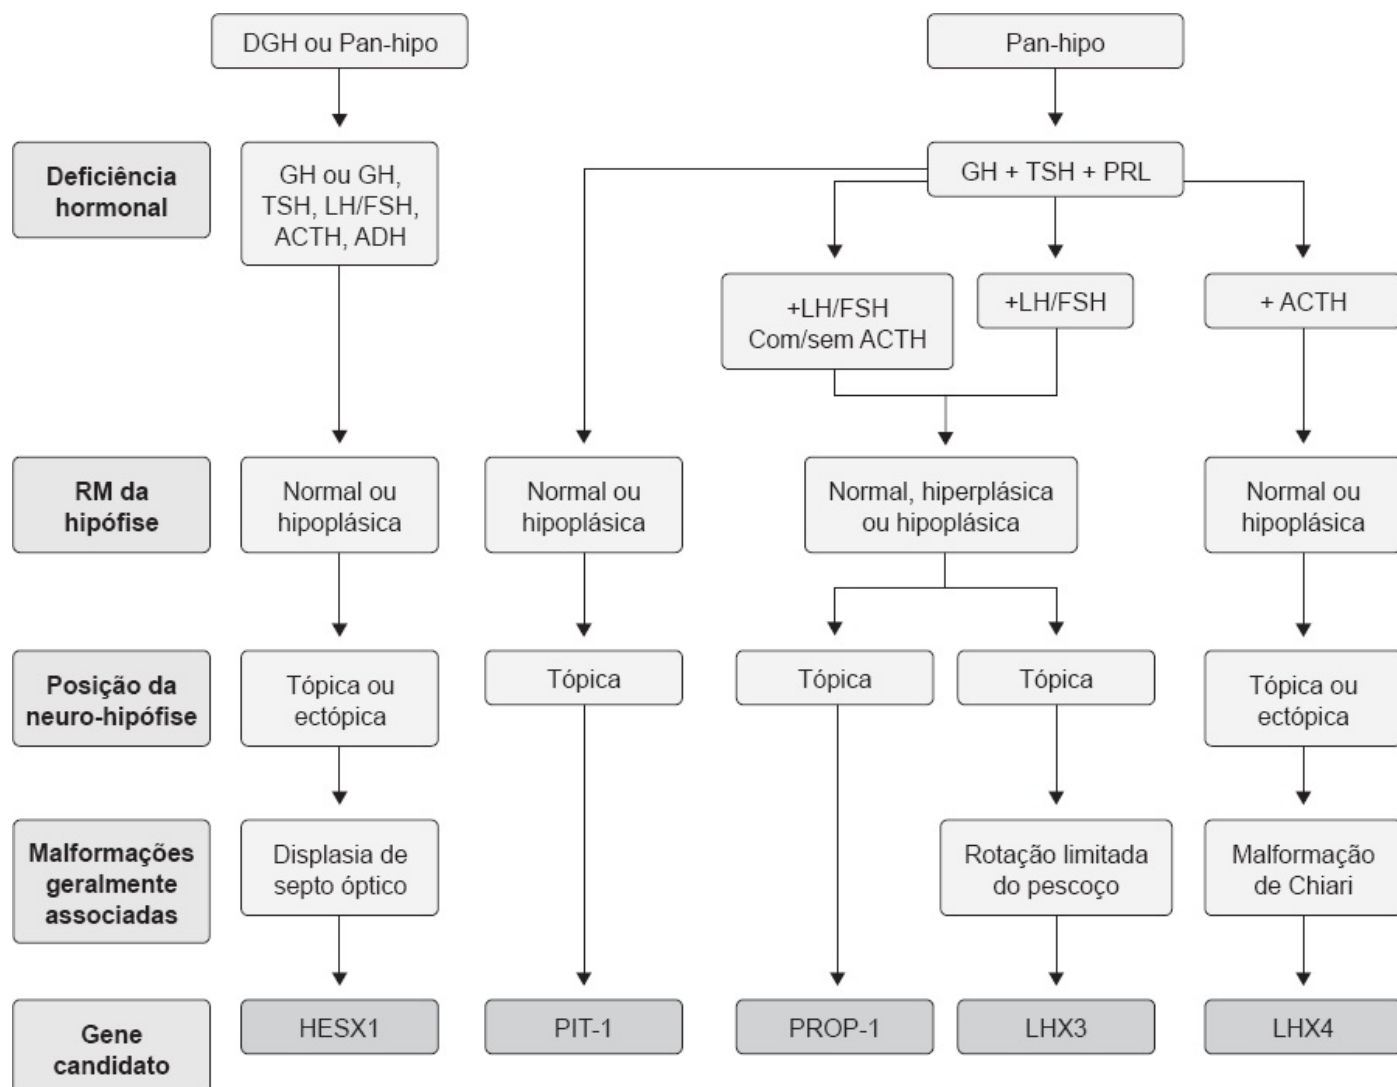 DGH ou Pan-hipo
Pan-hipo
Deficiência
hormonal
GH ou GH,
TSH, LH/FSH,
ACTH, ADH
GH + TSH + PRL
+LH/FSH
Com/sem ACTH
+LH/FSH
+ ACTH
RM da
hipófise
Normal ou
hipoplásica
Normal ou
hipoplásica
Normal, hiperplásica
ou hipoplásica
Normal ou
hipoplásica
Posição da
neuro-hipófise
Tópica ou
ectópica
Tópica
Tópica
Tópica
Tópica ou
ectópica
Malformações
geralmente
associadas
Displasia de
septo óptico
Rotação limitada
do pescoço
Malformação
de Chiari
Gene
candidato
HESX1
PIT-1
PROP-1
LHX3
LHX4